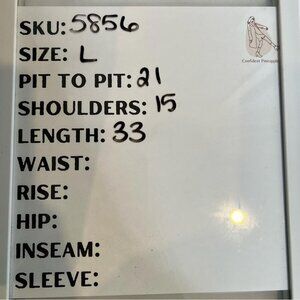 SKU: 5856
SIZE: L
PIT TO PIT: 21
SHOULDERS: 15
LENGTH: 33
WAIST:
RISE:
HIP:
INSEAM:
SLEEVE:
Confident Pineapple